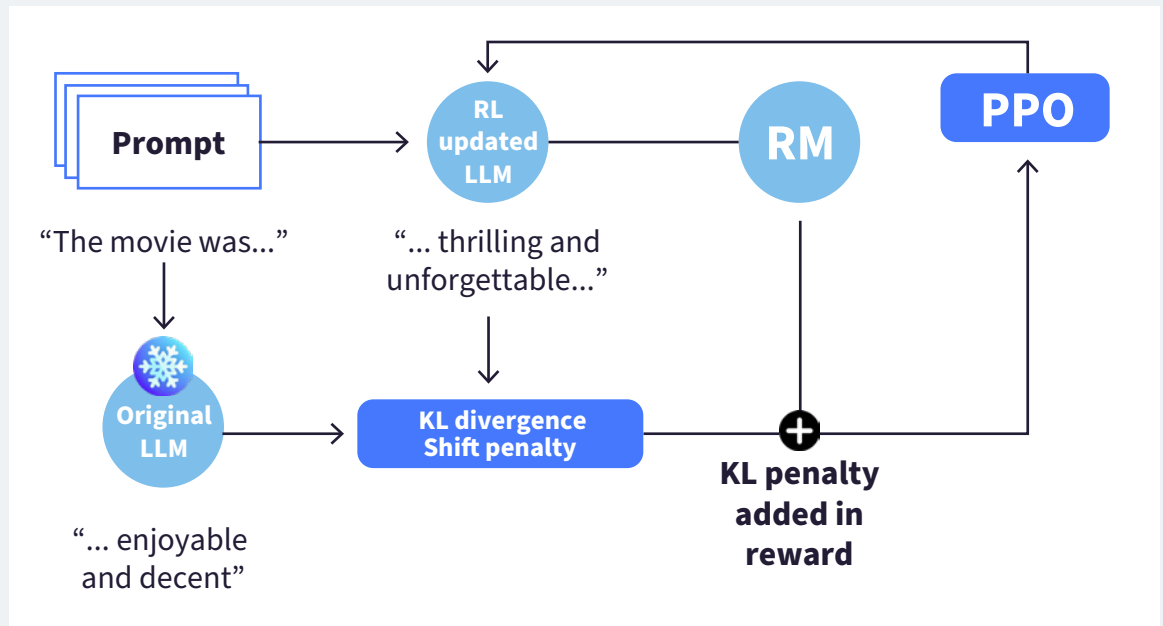 Prompt
RL
updated
LLM
RM
PPO
“The movie was...”
“... thrilling and
unforgettable...”
Original
LLM
KL divergence
Shift penalty
KL penalty
added in
reward
“... enjoyable
and decent”